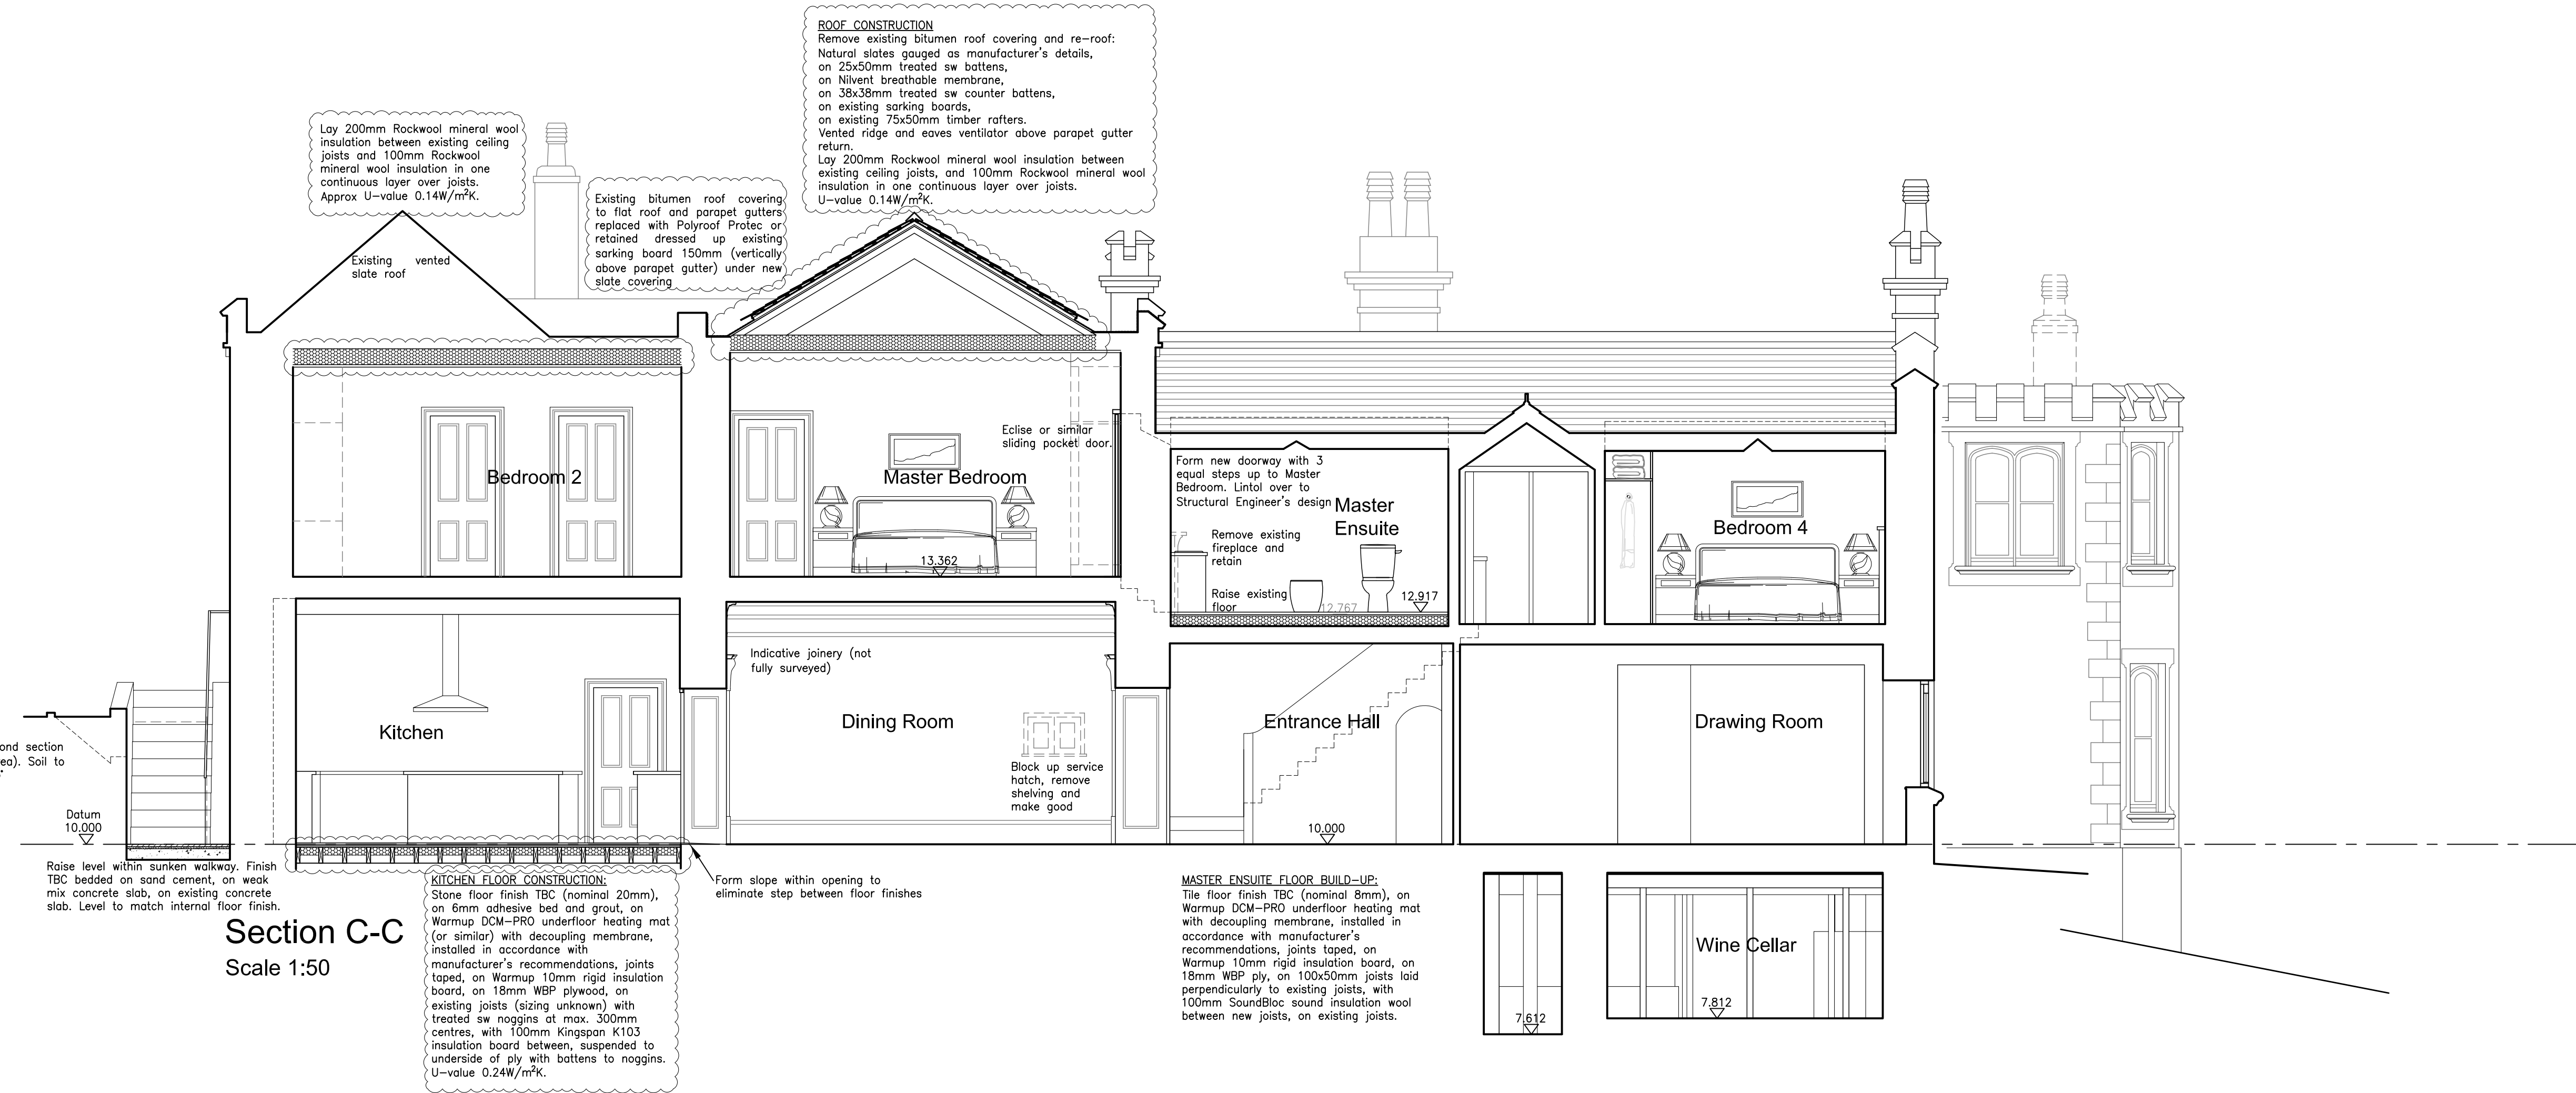 ROOF CONSTRUCTION
Remove existing bitumen roof covering and re-roof:
Natural slates gauged as manufacturer's details,
on 25x50mm treated sw battens,
on Nilvent breathable membrane,
on 38x38mm treated sw counter battens,
on existing sarking boards,
on existing 75x50mm timber rafters.
Vented ridge and eaves ventilator above parapet gutter
return.
Lay 200mm Rockwool mineral wool insulation between
existing ceiling joists, and 100mm Rockwool mineral wool
insulation in one continuous layer over joists.
U-value 0.14W/m²K.
Lay 200mm Rockwool mineral wool
insulation between existing ceiling
joists and 100mm Rockwool
mineral wool insulation in one
continuous layer over joists.
Approx U-value 0.14W/m²K.
Existing bitumen roof covering
to flat roof and parapet gutters
replaced with Polyroof Protec or
retained dressed up existing
sarking board 150mm (vertically
above parapet gutter) under new
slate covering
Existing vented
slate roof
Eclise or similar
sliding pocket door.
Bedroom 2
Master Bedroom
13.362
Form new doorway with 3
equal steps up to Master
Bedroom. Lintol over to
Structural Engineer's design
Master
Ensuite
Remove existing
fireplace and
retain
Raise existing
floor
12.767
12.917
Bedroom 4
Indicative joinery (not
fully surveyed)
Kitchen
Dining Room
Entrance Hall
Drawing Room
Block up service
hatch, remove
shelving and
make good
10.000
ond section
ea). Soil to
Datum
10.000
Raise level within sunken walkway. Finish
TBC bedded on sand cement, on weak
mix concrete slab, on existing concrete
slab. Level to match internal floor finish.
Section C-C
Scale 1:50
KITCHEN FLOOR CONSTRUCTION:
Stone floor finish TBC (nominal 20mm),
on 6mm adhesive bed and grout, on
Warmup DCM-PRO underfloor heating mat
(or similar) with decoupling membrane,
installed in accordance with
manufacturer's recommendations, joints
taped, on Warmup 10mm rigid insulation
board, on 18mm WBP plywood, on
existing joists (sizing unknown) with
treated sw noggins at max. 300mm
centres, with 100mm Kingspan K103
insulation board between, suspended to
underside of ply with battens to noggins.
U-value 0.24W/m²K.
Form slope within opening to
eliminate step between floor finishes
MASTER ENSUITE FLOOR BUILD-UP:
Tile floor finish TBC (nominal 8mm), on
Warmup DCM-PRO underfloor heating mat
with decoupling membrane, installed in
accordance with manufacturer's
recommendations, joints taped, on
Warmup 10mm rigid insulation board, on
18mm WBP ply, on 100x50mm joists laid
perpendicularly to existing joists, with
100mm SoundBloc sound insulation wool
between new joists, on existing joists.
7.612
Wine Cellar
7.812